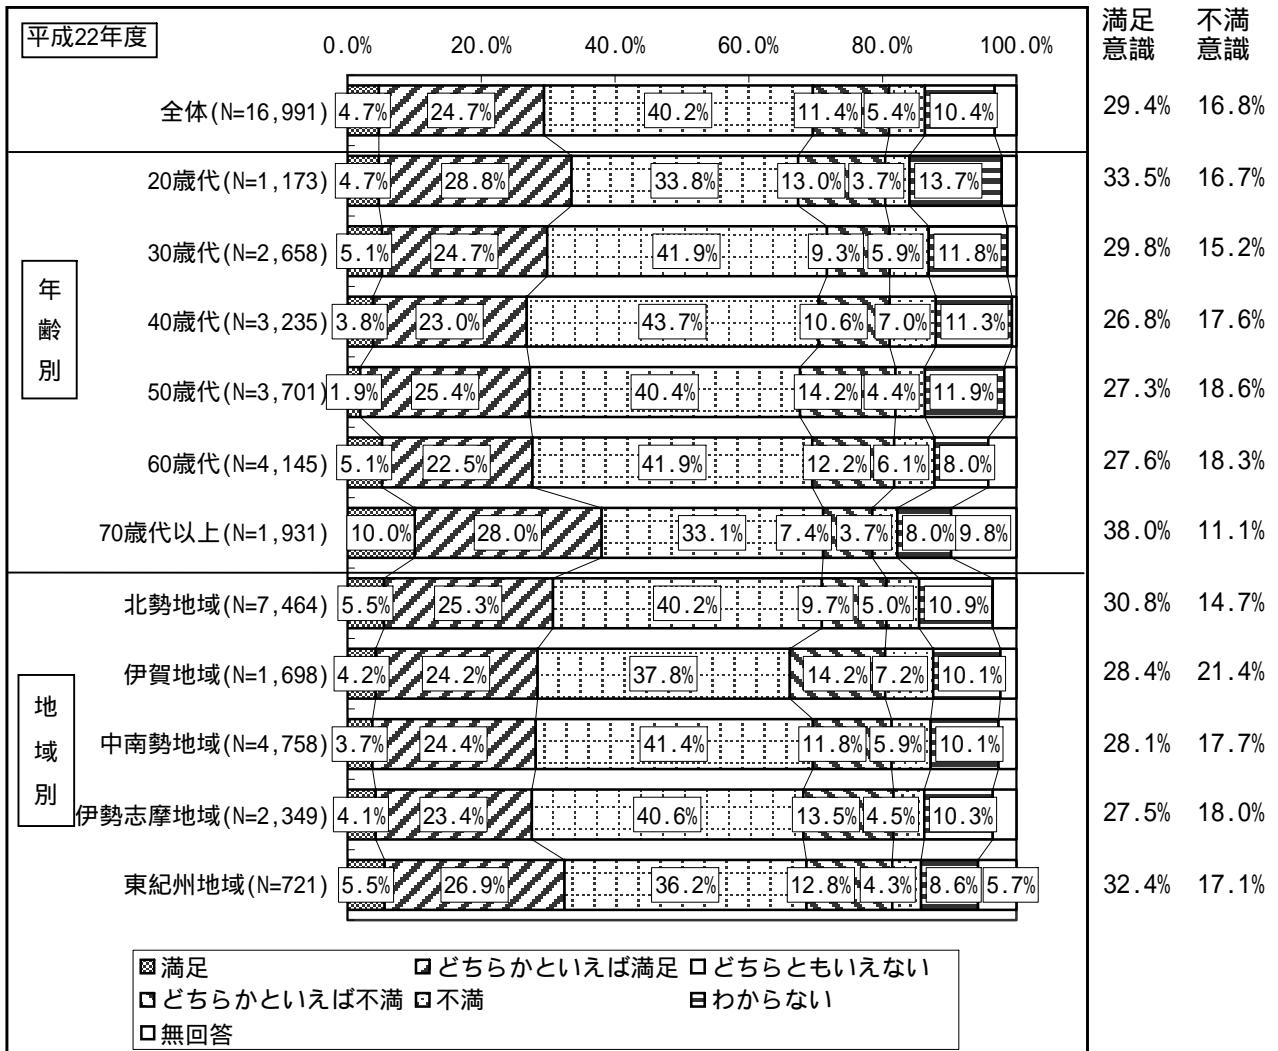 満足 不満
意識 意識
平成22年度
0.0% 20.0% 40.0% 60.0% 80.0% 100.0%
全体(N=16,991) 4.7% 24.7% 40.2% 11.4% 5.4% 10.4% 29.4% 16.8%
20歳代(N=1,173) 4.7% 28.8% 33.8% 13.0% 3.7% 13.7% 33.5% 16.7%
30歳代(N=2,658) 5.1% 24.7% 41.9% 9.3% 5.9% 11.8% 29.8% 15.2%
年齢別
40歳代(N=3,235) 3.8% 23.0% 43.7% 10.6% 7.0% 11.3% 26.8% 17.6%
50歳代(N=3,701) 1.9% 25.4% 40.4% 14.2% 4.4% 11.9% 27.3% 18.6%
60歳代(N=4,145) 5.1% 22.5% 41.9% 12.2% 6.1% 8.0% 27.6% 18.3%
70歳代以上(N=1,931) 10.0% 28.0% 33.1% 7.4% 3.7% 8.0% 9.8% 38.0% 11.1%
北勢地域(N=7,464) 5.5% 25.3% 40.2% 9.7% 5.0% 10.9% 30.8% 14.7%
伊賀地域(N=1,698) 4.2% 24.2% 37.8% 14.2% 7.2% 10.1% 28.4% 21.4%
地域別
中南勢地域(N=4,758) 3.7% 24.4% 41.4% 11.8% 5.9% 10.1% 28.1% 17.7%
伊勢志摩地域(N=2,349) 4.1% 23.4% 40.6% 13.5% 4.5% 10.3% 27.5% 18.0%
東紀州地域(N=721) 5.5% 26.9% 36.2% 12.8% 4.3% 8.6% 5.7% 32.4% 17.1%
満足 どちらかといえば満足 どちらともいえない
どちらかといえば不満 不満 わからない
無回答